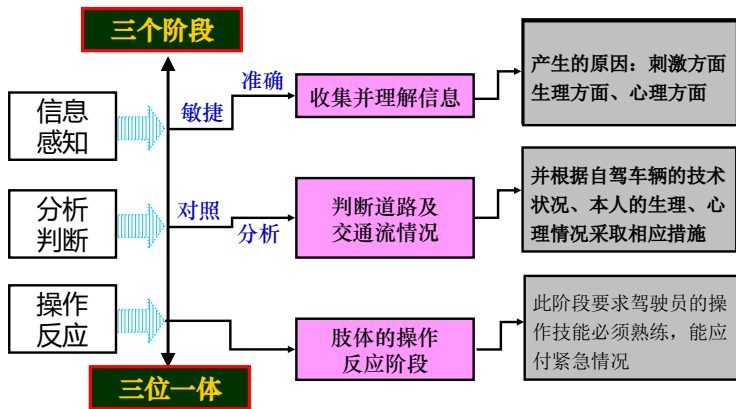 三个阶段
信息
感知
敏捷
准确
收集并理解信息
产生的原因：刺激方面
生理方面、心理方面
分析
判断
对照
分析
判断道路及
交通流情况
并根据自驾车辆的技术
状况、本人的生理、心
理情况采取相应措施
操作
反应
肢体的操作
反应阶段
此阶段要求驾驶员的操
作技能必须熟练，能应
付紧急情况
三位一体